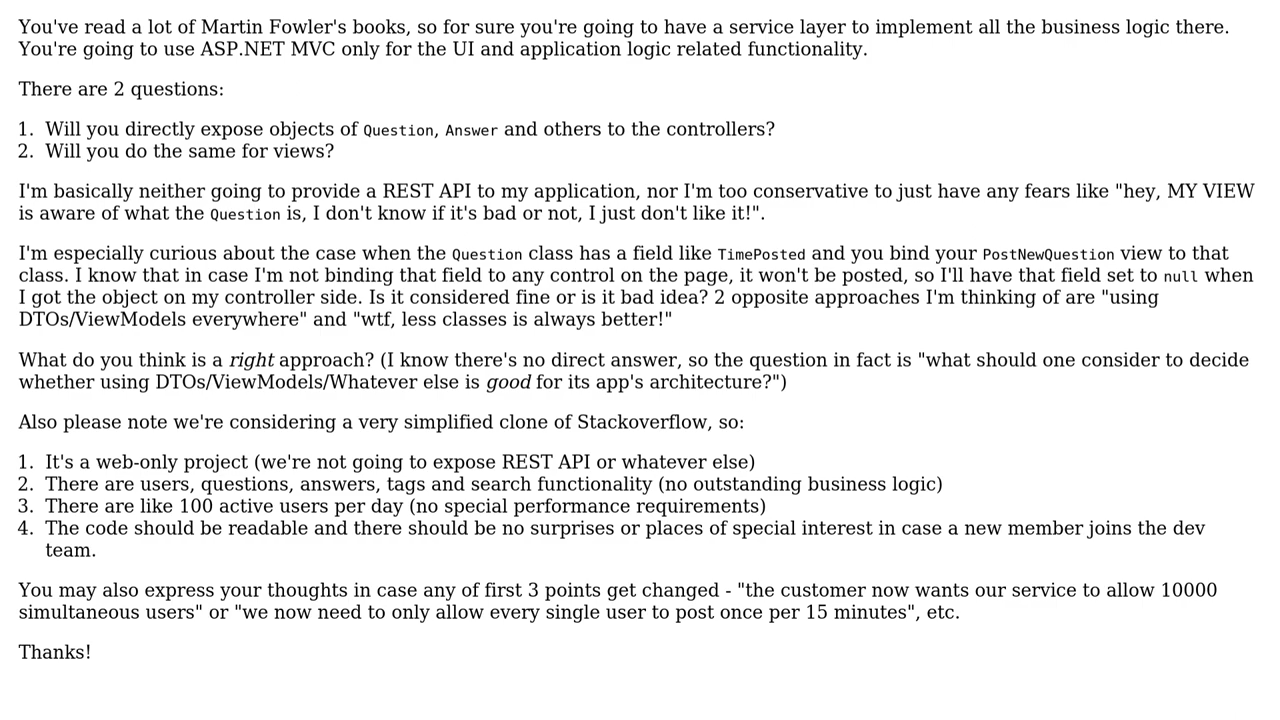 You've read a lot of Martin Fowler's books, so for sure you're going to have a service layer to implement all the business logic there.
You're going to use ASP.NET MVC only for the UI and application logic related functionality.
There are 2 questions:
1. Will you directly expose objects of Question, Answer and others to the controllers?
2. Will you do the same for views?
I'm basically neither going to provide a REST API to my application, nor I'm too conservative to just have any fears like "hey, MY VIEW
is aware of what the Question is, I don't know if it's bad or not, I just don't like it!".
I'm especially curious about the case when the Question class has a field like TimePosted and you bind your PostNewQuestion view to that
class. I know that in case I'm not binding that field to any control on the page, it won't be posted, so I'll have that field set to null when
I got the object on my controller side. Is it considered fine or is it bad idea? 2 opposite approaches I'm thinking of are "using
DTOs/ViewModels everywhere" and "wtf, less classes is always better!"
What do you think is a right approach? (I know there's no direct answer, so the question in fact is "what should one consider to decide
whether using DTOs/ViewModels/Whatever else is good for its app's architecture?")
Also please note we're considering a very simplified clone of Stackoverflow, so:
1. It's a web-only project (we're not going to expose REST API or whatever else)
2. There are users, questions, answers, tags and search functionality (no outstanding business logic)
3. There are like 100 active users per day (no special performance requirements)
4. The code should be readable and there should be no surprises or places of special interest in case a new member joins the dev
team.
You may also express your thoughts in case any of first 3 points get changed - "the customer now wants our service to allow 10000
simultaneous users" or "we now need to only allow every single user to post once per 15 minutes", etc.
Thanks!